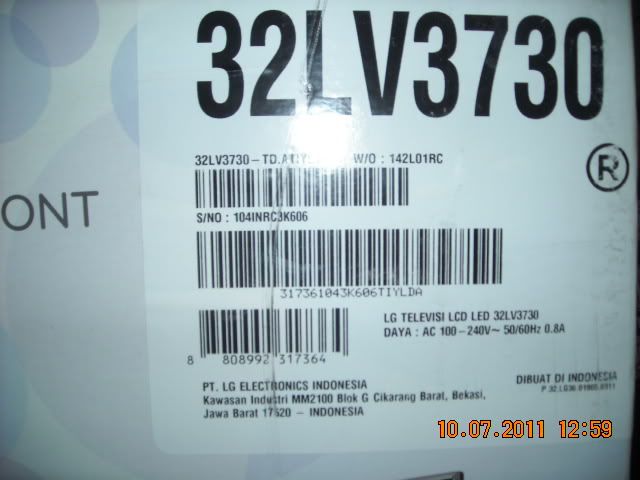 32LV3730
32LV3730-TD. W/O : 142L01RC
®
S/NO : 104INRC3K606
ONT
317361043K606TIYLDA
LG TELEVISI LCD LED 32LV3730
DAYA : AC 100-240V~ 50/60Hz 0.8A
8 808992 317364
PT. LG ELECTRONICS INDONESIA
Kawasan Industri MM2100 Blok G Cikarang Barat, Bekasi,
Jawa Barat 17520 - INDONESIA
DIBUAT DI INDONESIA
10.07.2011 12:59